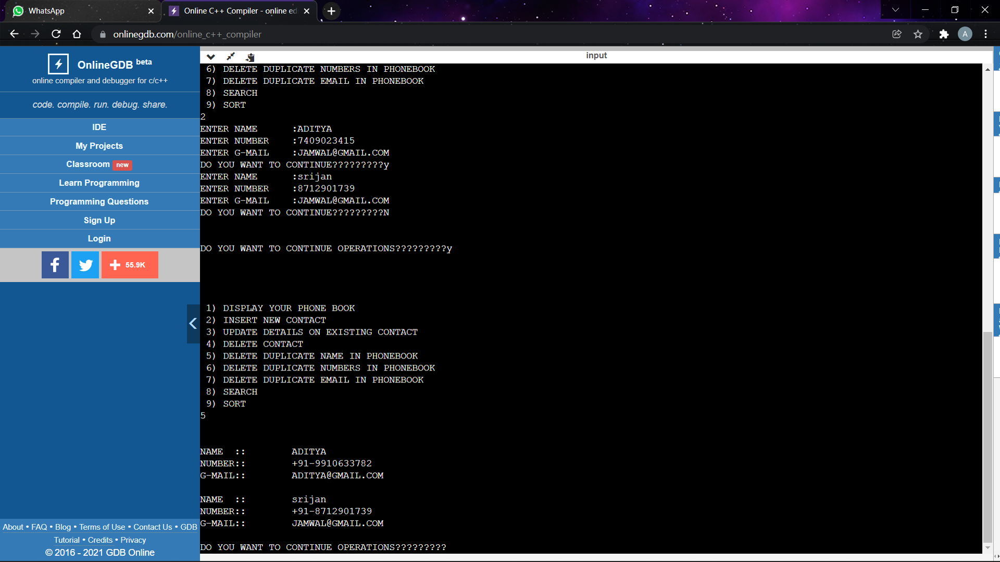 WhatsApp
Online C++ Compiler - online ed
onlinegdb.com/online_c++_compiler
A
OnlineGDB beta
online compiler and debugger for c/c++
code. compile. run. debug. share.
IDE
My Projects
Classroom new
Learn Programming
Programming Questions
Sign Up
Login
55.9K
About • FAQ • Blog • Terms of Use • Contact Us • GDB
Tutorial • Credits • Privacy
© 2016 - 2021 GDB Online
input
6) DELETE DUPLICATE NUMBERS IN PHONEBOOK
7) DELETE DUPLICATE EMAIL IN PHONEBOOK
8) SEARCH
9) SORT
2
ENTER NAME :ADITYA
ENTER NUMBER :7409023415
ENTER G-MAIL :JAMWAL@GMAIL.COM
DO YOU WANT TO CONTINUE?????????y
ENTER NAME :srijan
ENTER NUMBER :8712901739
ENTER G-MAIL :JAMWAL@GMAIL.COM
DO YOU WANT TO CONTINUE?????????N
DO YOU WANT TO CONTINUE OPERATIONS?????????y
1) DISPLAY YOUR PHONE BOOK
2) INSERT NEW CONTACT
3) UPDATE DETAILS ON EXISTING CONTACT
4) DELETE CONTACT
5) DELETE DUPLICATE NAME IN PHONEBOOK
6) DELETE DUPLICATE NUMBERS IN PHONEBOOK
7) DELETE DUPLICATE EMAIL IN PHONEBOOK
8) SEARCH
9) SORT
5
NAME :: ADITYA
NUMBER:: +91-9910633782
G-MAIL:: ADITYA@GMAIL.COM
NAME :: srijan
NUMBER:: +91-8712901739
G-MAIL:: JAMWAL@GMAIL.COM
DO YOU WANT TO CONTINUE OPERATIONS?????????